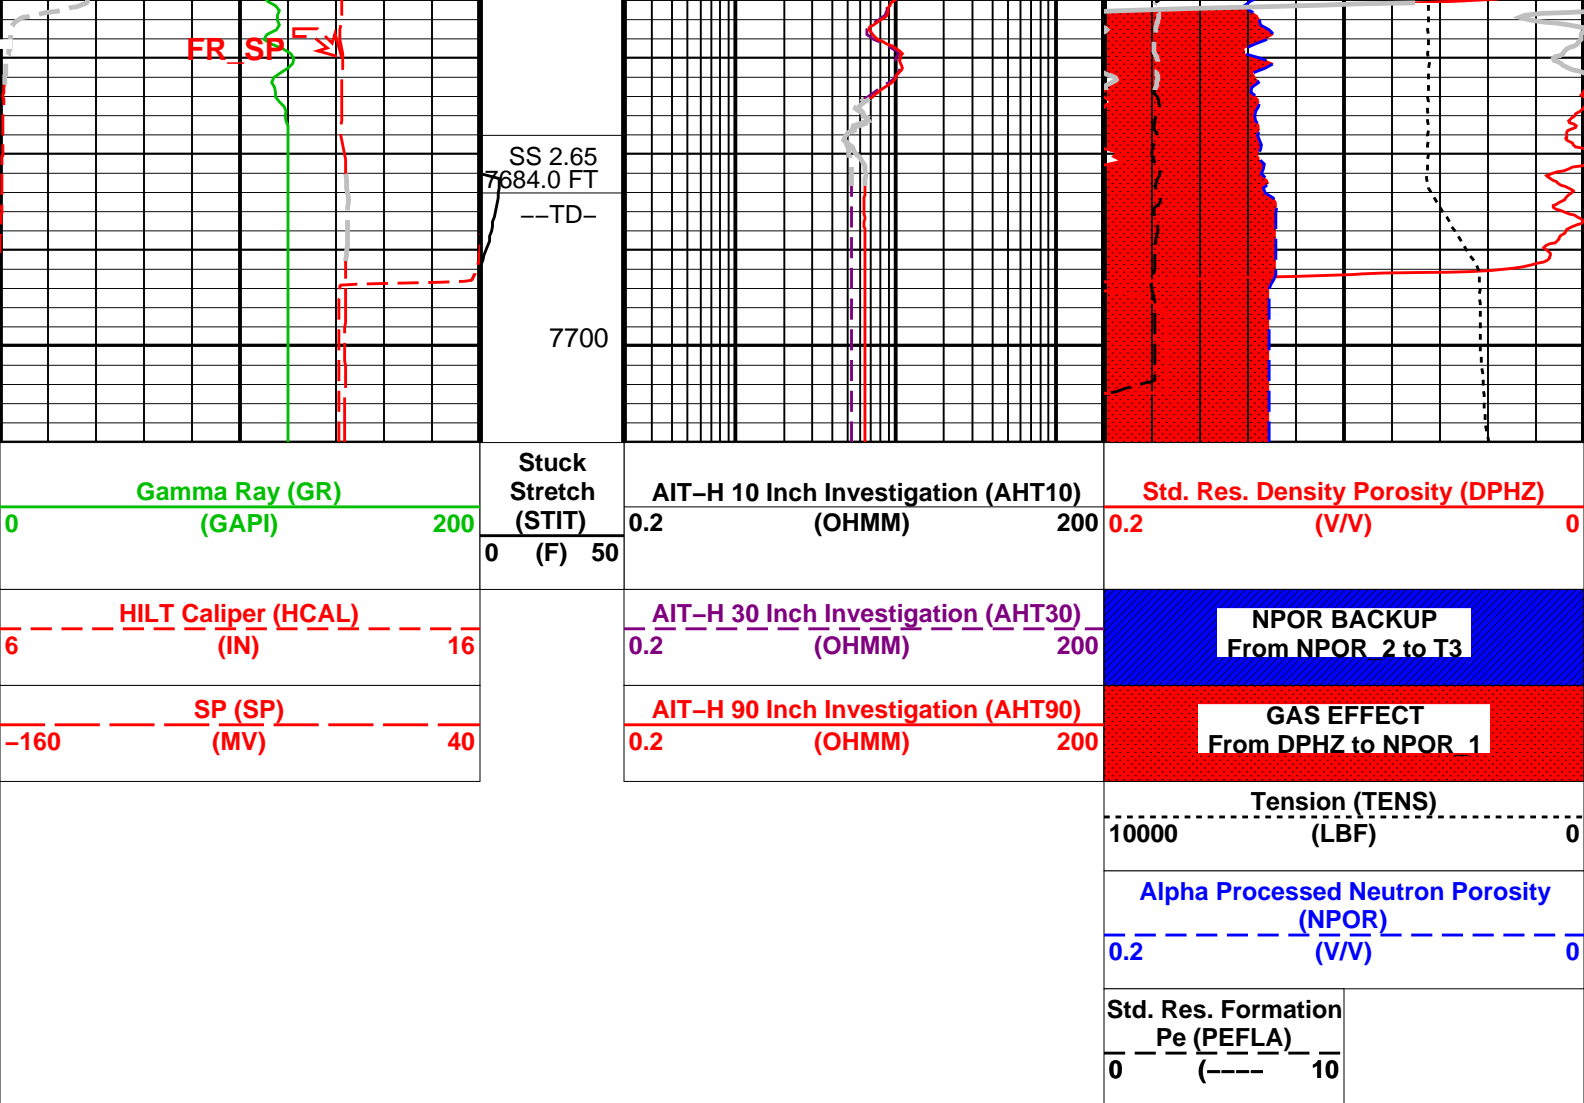 FR_SP
SS 2.65
7684.0 FT
--TD-
7700
Gamma Ray (GR)
0 (GAPI) 200
HILT Caliper (HCAL)
6 (IN) 16
SP (SP)
-160 (MV) 40
Stuck
Stretch
(STIT)
0 (F) 50
AIT-H 10 Inch Investigation (AHT10)
0.2 (OHMM) 200
AIT-H 30 Inch Investigation (AHT30)
0.2 (OHMM) 200
AIT-H 90 Inch Investigation (AHT90)
0.2 (OHMM) 200
Std. Res. Density Porosity (DPHZ)
0.2 (V/V) 0
NPOR BACKUP
From NPOR_2 to T3
GAS EFFECT
From DPHZ to NPOR_1
Tension (TENS)
10000 (LBF) 0
Alpha Processed Neutron Porosity
(NPOR)
0.2 (V/V) 0
Std. Res. Formation
Pe (PEFLA)
0 (---- 10